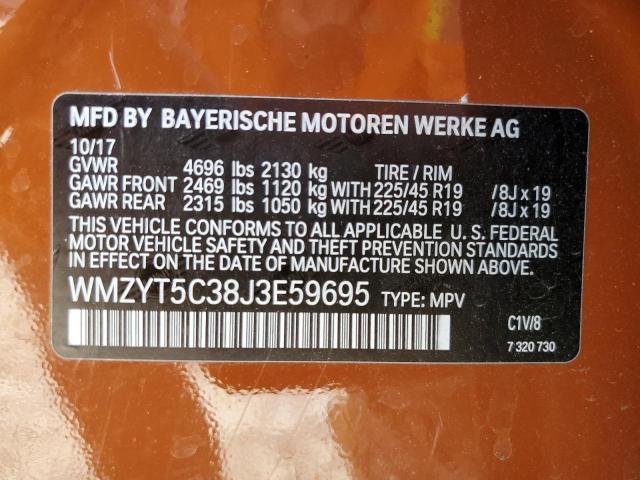 MFD BY BAYERISCHE MOTOREN WERKE AG
10/17
GVWR 4696 lbs 2130 kg TIRE / RIM
GAWR FRONT 2469 lbs 1120 kg WITH 225/45 R19 /8J x 19
GAWR REAR 2315 lbs 1050 kg WITH 225/45 R19 /8J x 19
THIS VEHICLE CONFORMS TO ALL APPLICABLE U. S. FEDERAL
MOTOR VEHICLE SAFETY AND THEFT PREVENTION STANDARDS
IN EFFECT ON THE DATE OF MANUFACTURE SHOWN ABOVE.
WMZYT5C38J3E59695 TYPE: MPV
C1V/8
7 320 730